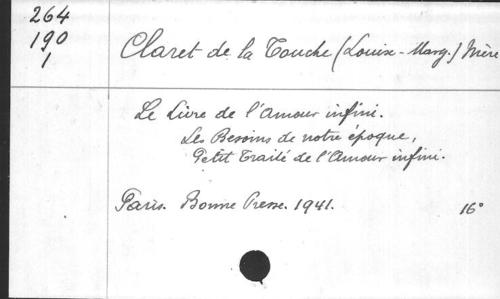 264
190
1
Claret de la Touche (Louise-Marg.) Mère
Le Livre de l'amour infini.
Les Besoins de notre époque,
Petit Traité de l'Amour infini.
Paris. Bonne Presse. 1941. 16°